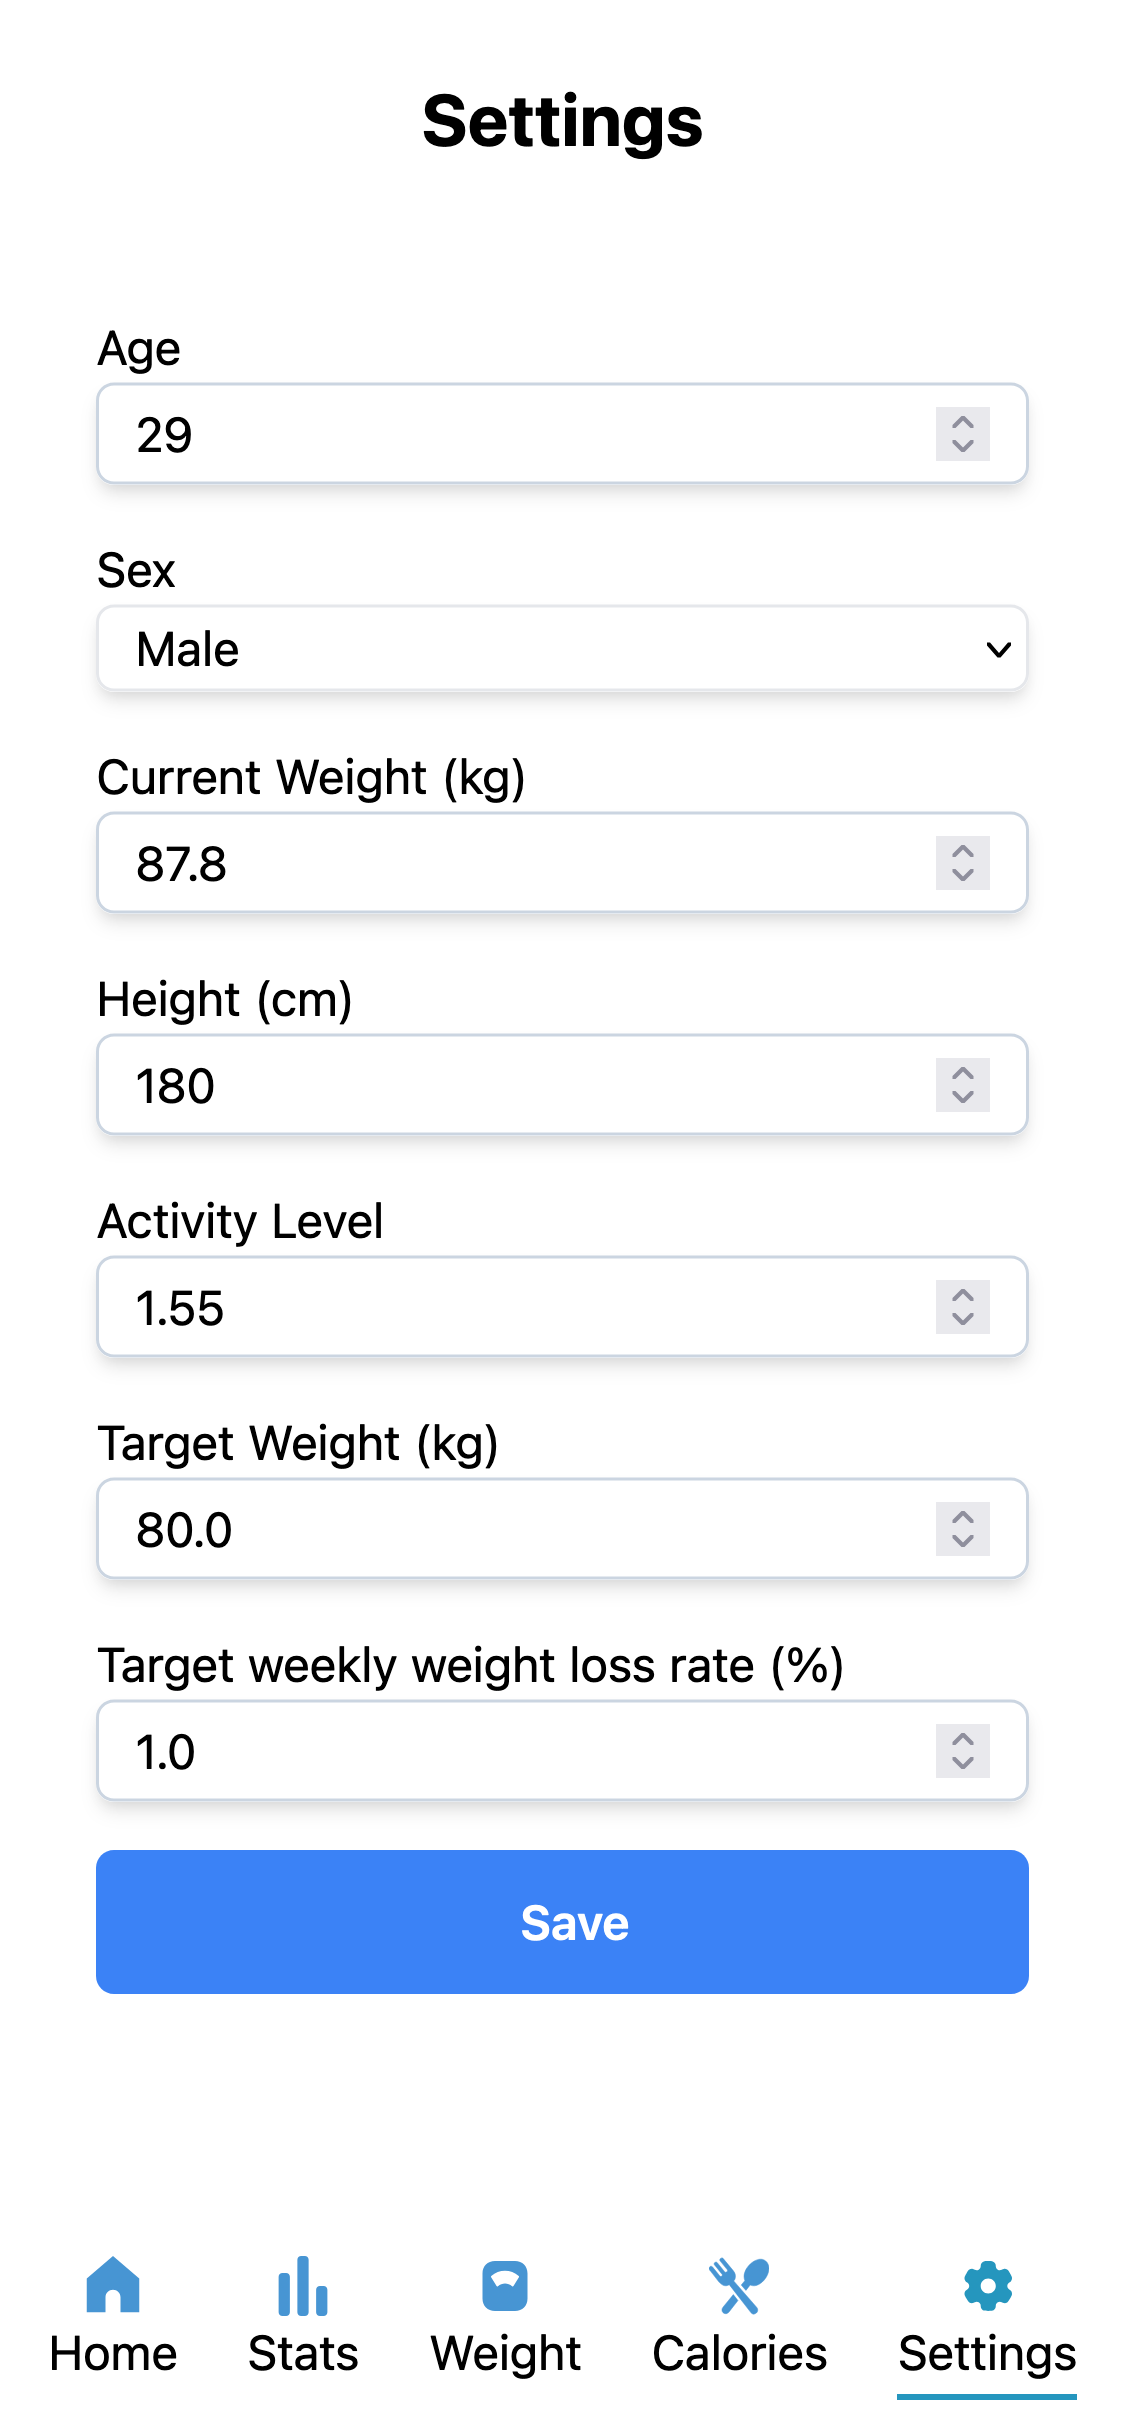 Settings
Age
29
Sex
Male
Current Weight (kg)
87.8
Height (cm)
180
Activity Level
1.55
Target Weight (kg)
80.0
Target weekly weight loss rate (%)
1.0
Save
Home Stats Weight Calories Settings